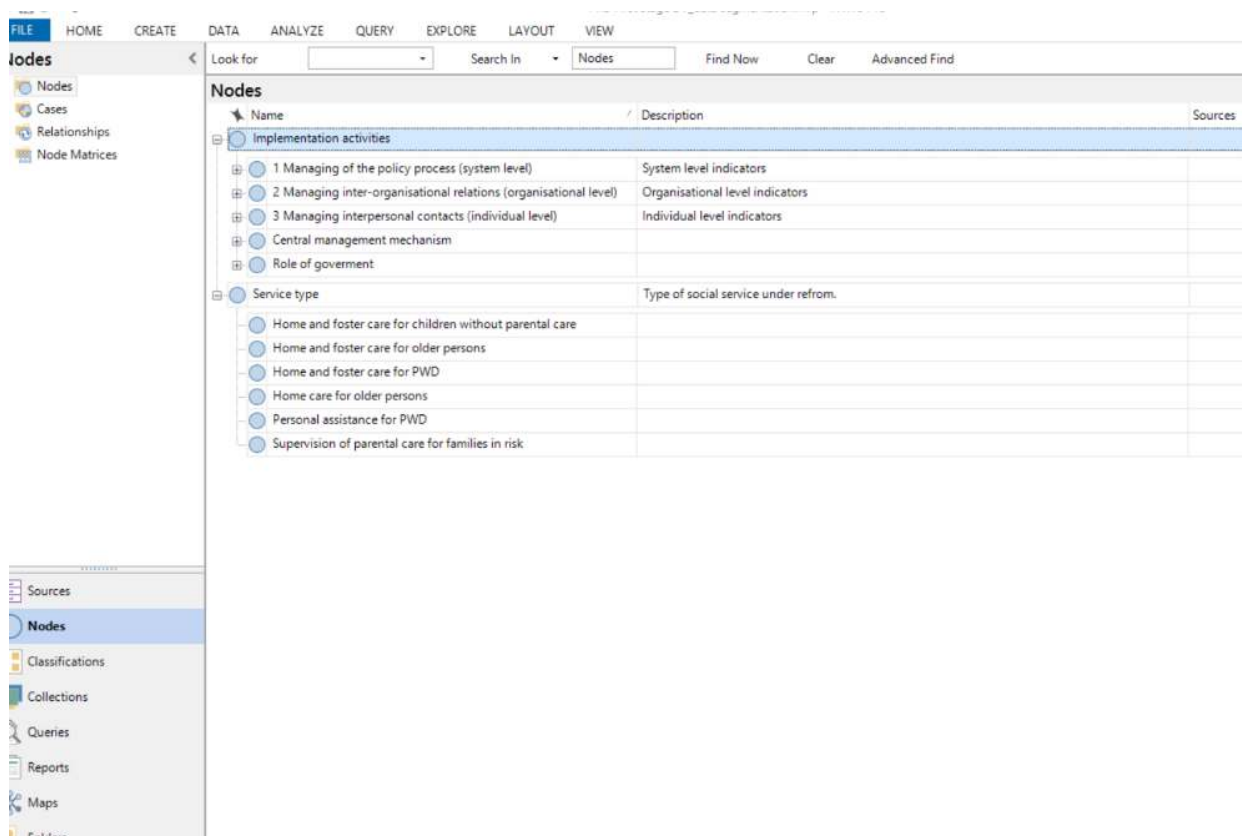 FILE HOME CREATE DATA ANALYZE QUERY EXPLORE LAYOUT VIEW
Nodes
Look for Search In Nodes Find Now Clear Advanced Find
Nodes
Cases
Relationships
Node Matrices
Nodes
Name Description Sources
Implementation activities
1 Managing of the policy process (system level) System level indicators
2 Managing inter-organisational relations (organisational level) Organisational level indicators
3 Managing interpersonal contacts (individual level) Individual level indicators
Central management mechanism
Role of goverment
Service type Type of social service under refrom.
Home and foster care for children without parental care
Home and foster care for older persons
Home and foster care for PWD
Home care for older persons
Personal assistance for PWD
Supervision of parental care for families in risk
Sources
Nodes
Classifications
Collections
Queries
Reports
Maps